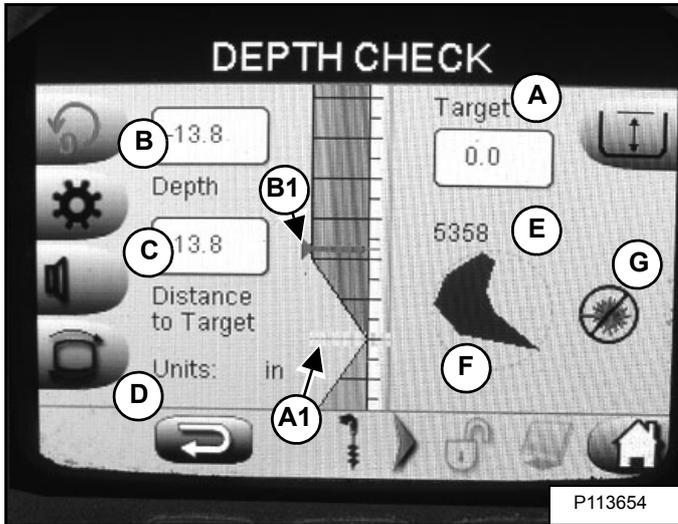 DEPTH CHECK
A
Target
B
-13.8
0.0
Depth
B1
5358
E
C
13.8
G
Distance
to Target
F
Units: in
D
A1
0
P113654